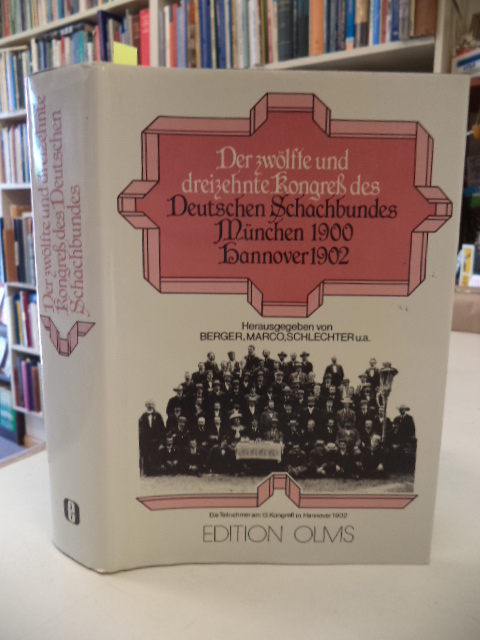 Der zwölfte und dreizehnte
Kongreß des Deutschen
Schachbundes
Der zwölfte und
dreizehnte Kongreß des
Deutschen Schachbundes
München 1900
Hannover 1902
Herausgegeben von
BERGER, MARCO, SCHLECHTER u.a.
Die Teilnehmer am 13. Kongreß in Hannover 1902
EDITION OLMS